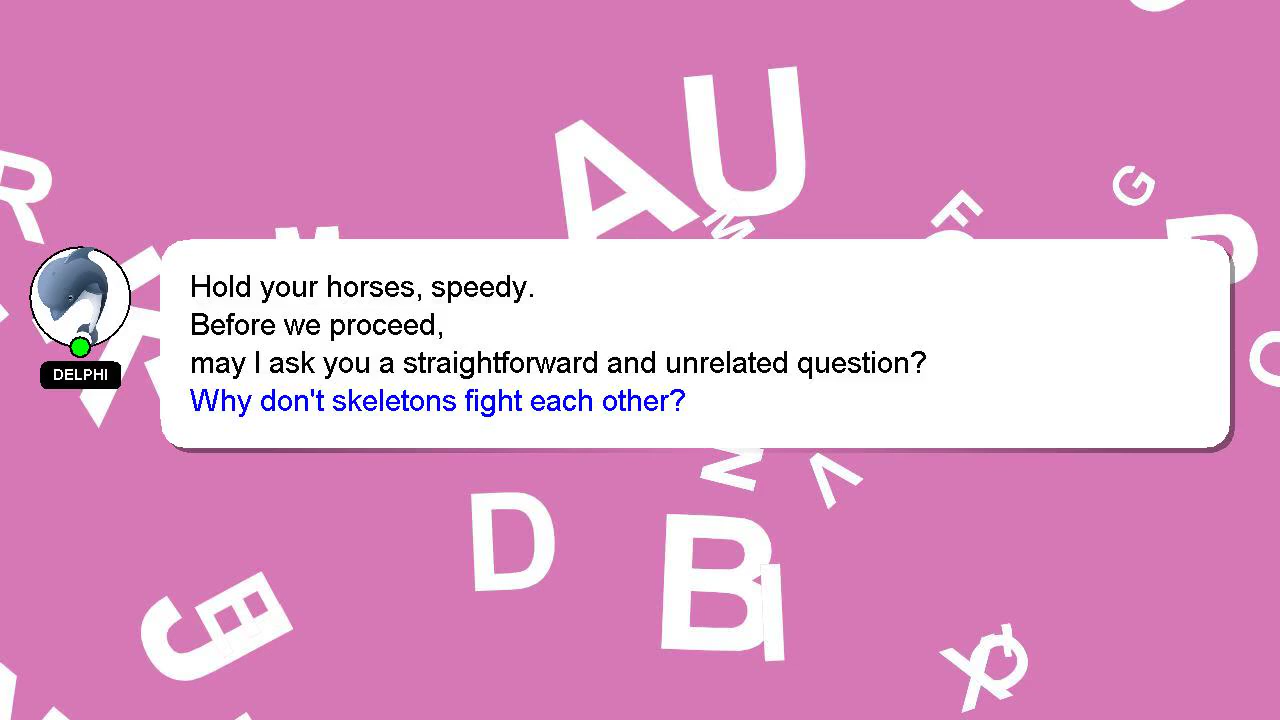 Hold your horses, speedy.
Before we proceed,
may I ask you a straightforward and unrelated question?
Why don't skeletons fight each other?
DELPHI
A U
R
M
M
F
G
D
D
B
I
J
E
X
Q